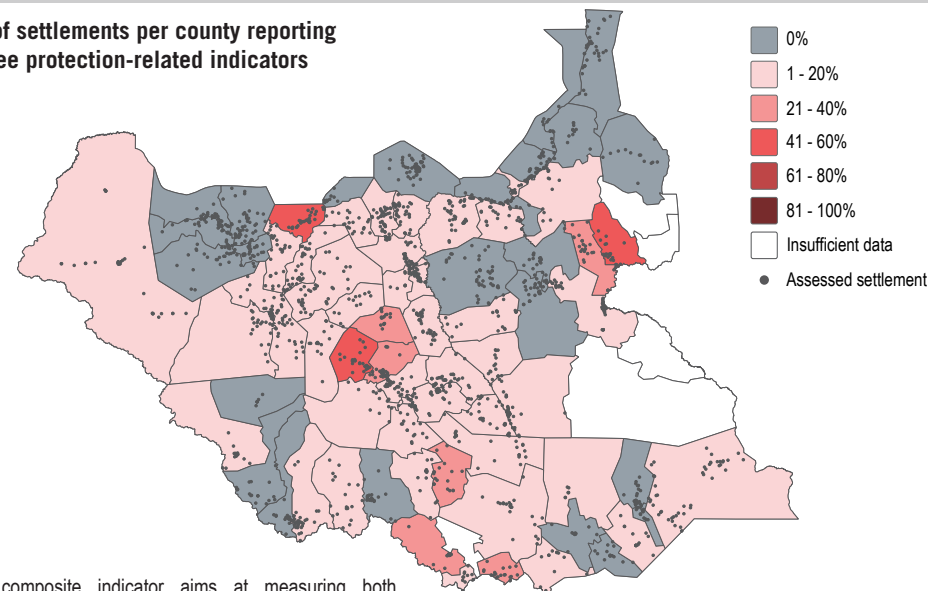 of settlements per county reporting
ee protection-related indicators
0%
1 - 20%
21 - 40%
41 - 60%
61 - 80%
81 - 100%
Insufficient data
Assessed settlement
composite indicator aims at measuring both